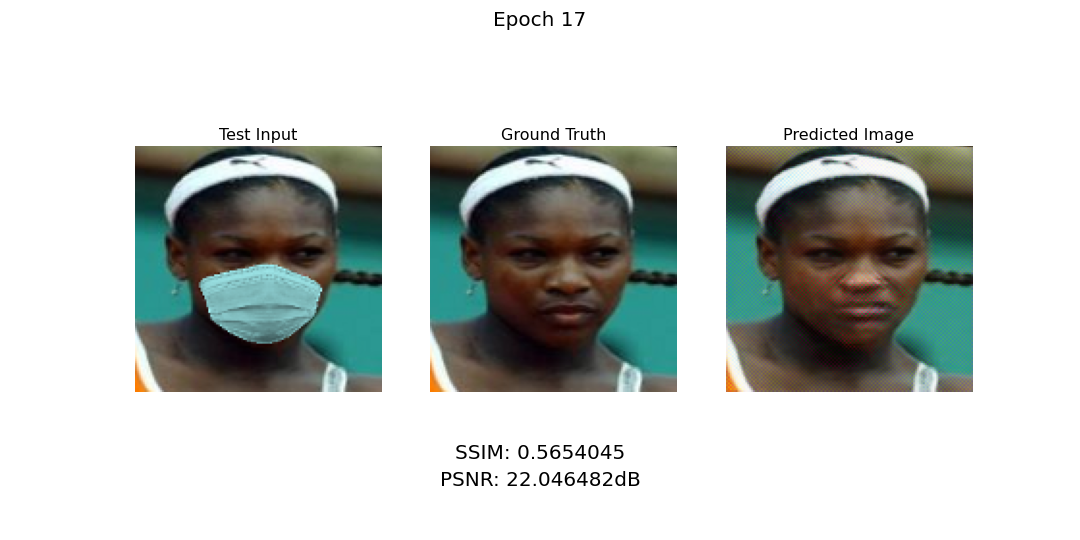 Epoch 17
Test Input
Ground Truth
Predicted Image
SSIM: 0.5654045
PSNR: 22.046482dB